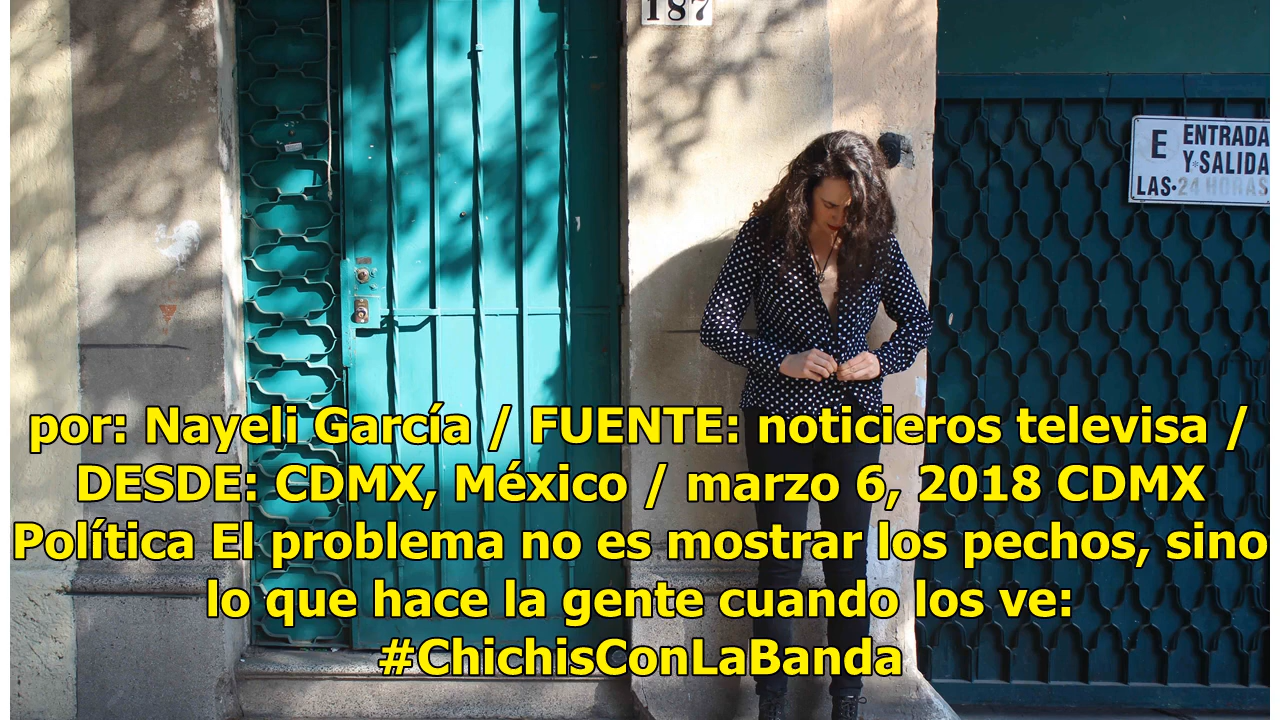 187
E ENTRADA
Y SALIDA
LAS 24 HORAS
por: Nayeli García / FUENTE: noticieros televisa /
DESDE: CDMX, México / marzo 6, 2018 CDMX
Política El problema no es mostrar los pechos, sino
lo que hace la gente cuando los ve:
#ChichisConLaBanda